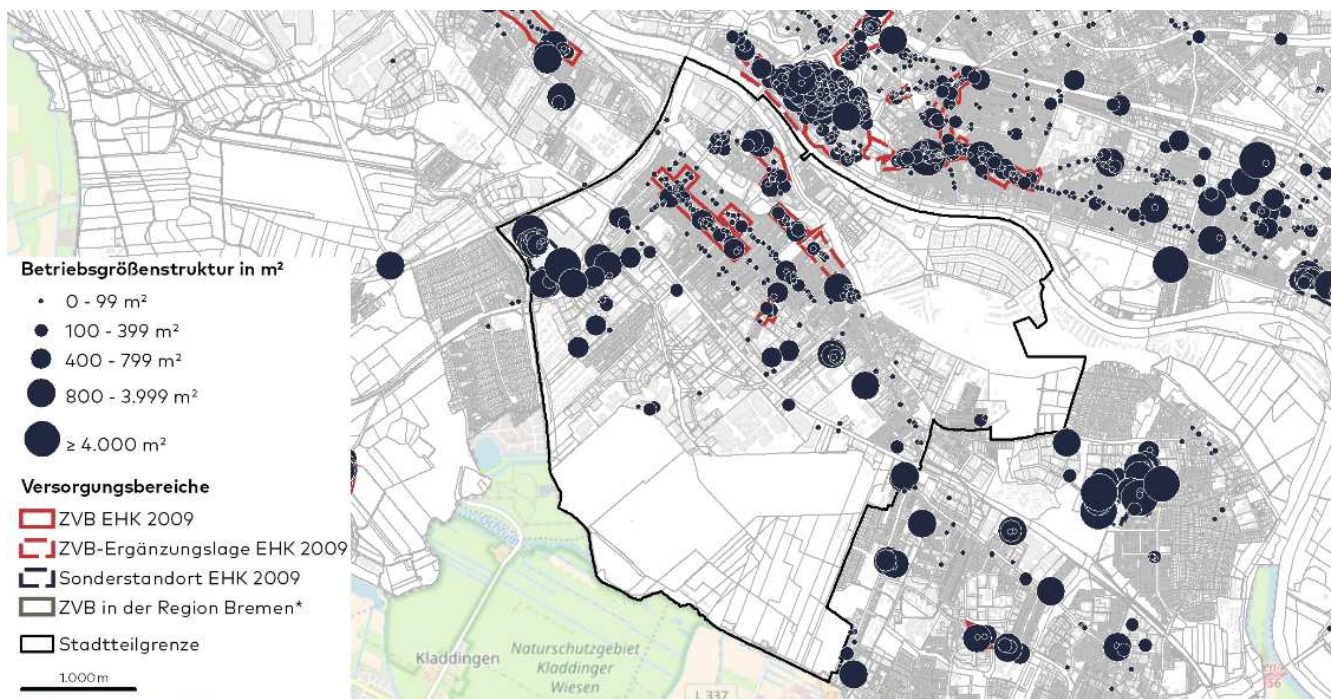 Betriebsgrößenstruktur in m²
0 - 99 m²
100 - 399 m²
400 - 799 m²
800 - 3.999 m²
≥ 4.000 m²
Versorgungsbereiche
ZVB EHK 2009
ZVB-Ergänzungslage EHK 2009
Sonderstandort EHK 2009
ZVB in der Region Bremen*
Stadtteilgrenze
1.000m
Ochtum
Kladdingen
Naturschutzgebiet
Kladdinger
Wiesen
L 337